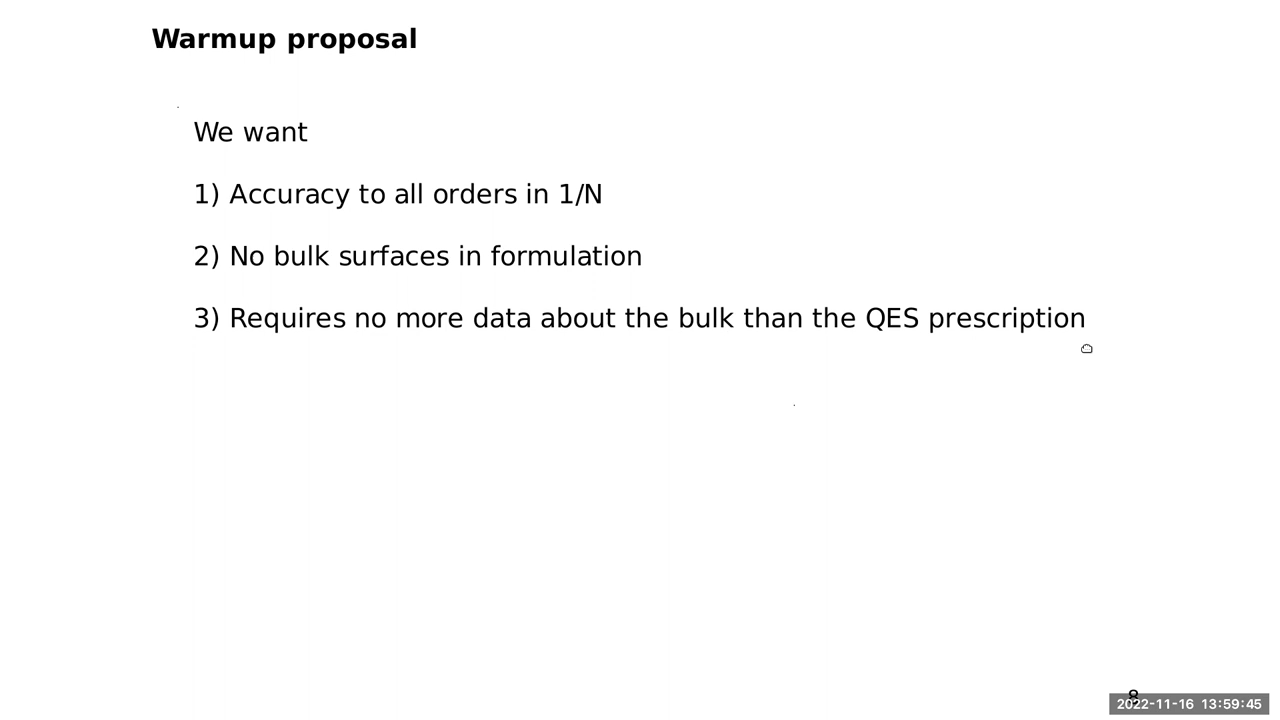 Warmup proposal
We want
1) Accuracy to all orders in 1/N
2) No bulk surfaces in formulation
3) Requires no more data about the bulk than the QES prescription
8
2022-11-16 13:59:45